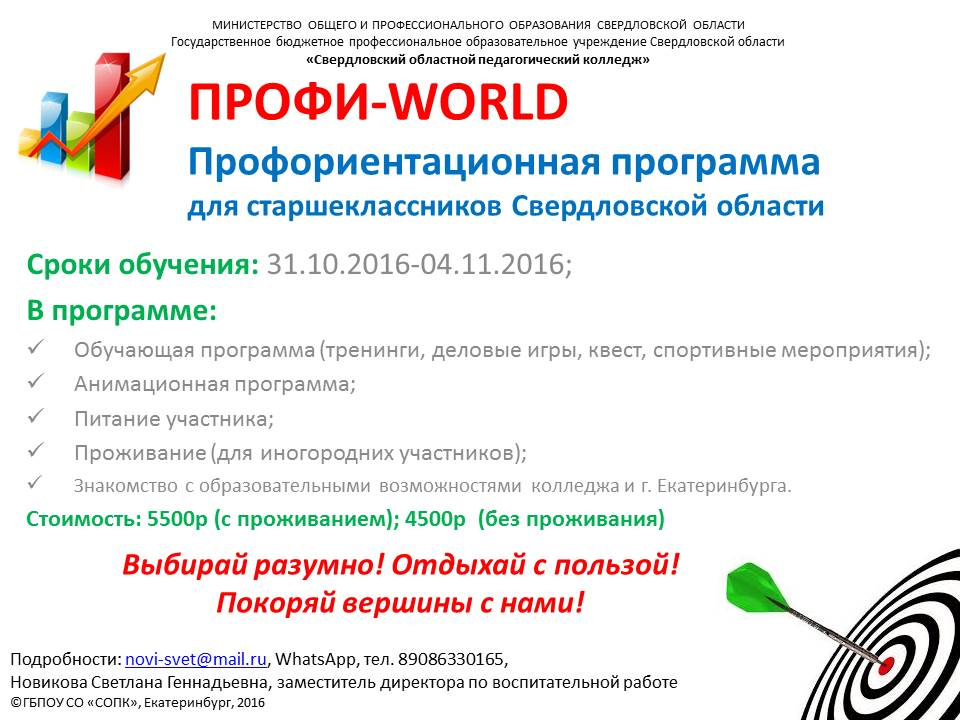 МИНИСТЕРСТВО ОБЩЕГО И ПРОФЕССИОНАЛЬНОГО ОБРАЗОВАНИЯ СВЕРДЛОВСКОЙ ОБЛАСТИ
Государственное бюджетное профессиональное образовательное учреждение Свердловской области
«Свердловский областной педагогический колледж»
ПРОФИ-WORLD
Профориентационная программа
для старшеклассников Свердловской области
Сроки обучения: 31.10.2016-04.11.2016;
В программе:
✓ Обучающая программа (тренинги, деловые игры, квест, спортивные мероприятия);
✓ Анимационная программа;
✓ Питание участника;
✓ Проживание (для иногородних участников);
✓ Знакомство с образовательными возможностями колледжа и г. Екатеринбурга.
Стоимость: 5500р (с проживанием); 4500р (без проживания)
Выбирай разумно! Отдыхай с пользой!
Покоряй вершины с нами!
Подробности: novi-svet@mail.ru, WhatsApp, тел. 89086330165,
Новикова Светлана Геннадьевна, заместитель директора по воспитательной работе
©ГБПОУ СО «СОПК», Екатеринбург, 2016